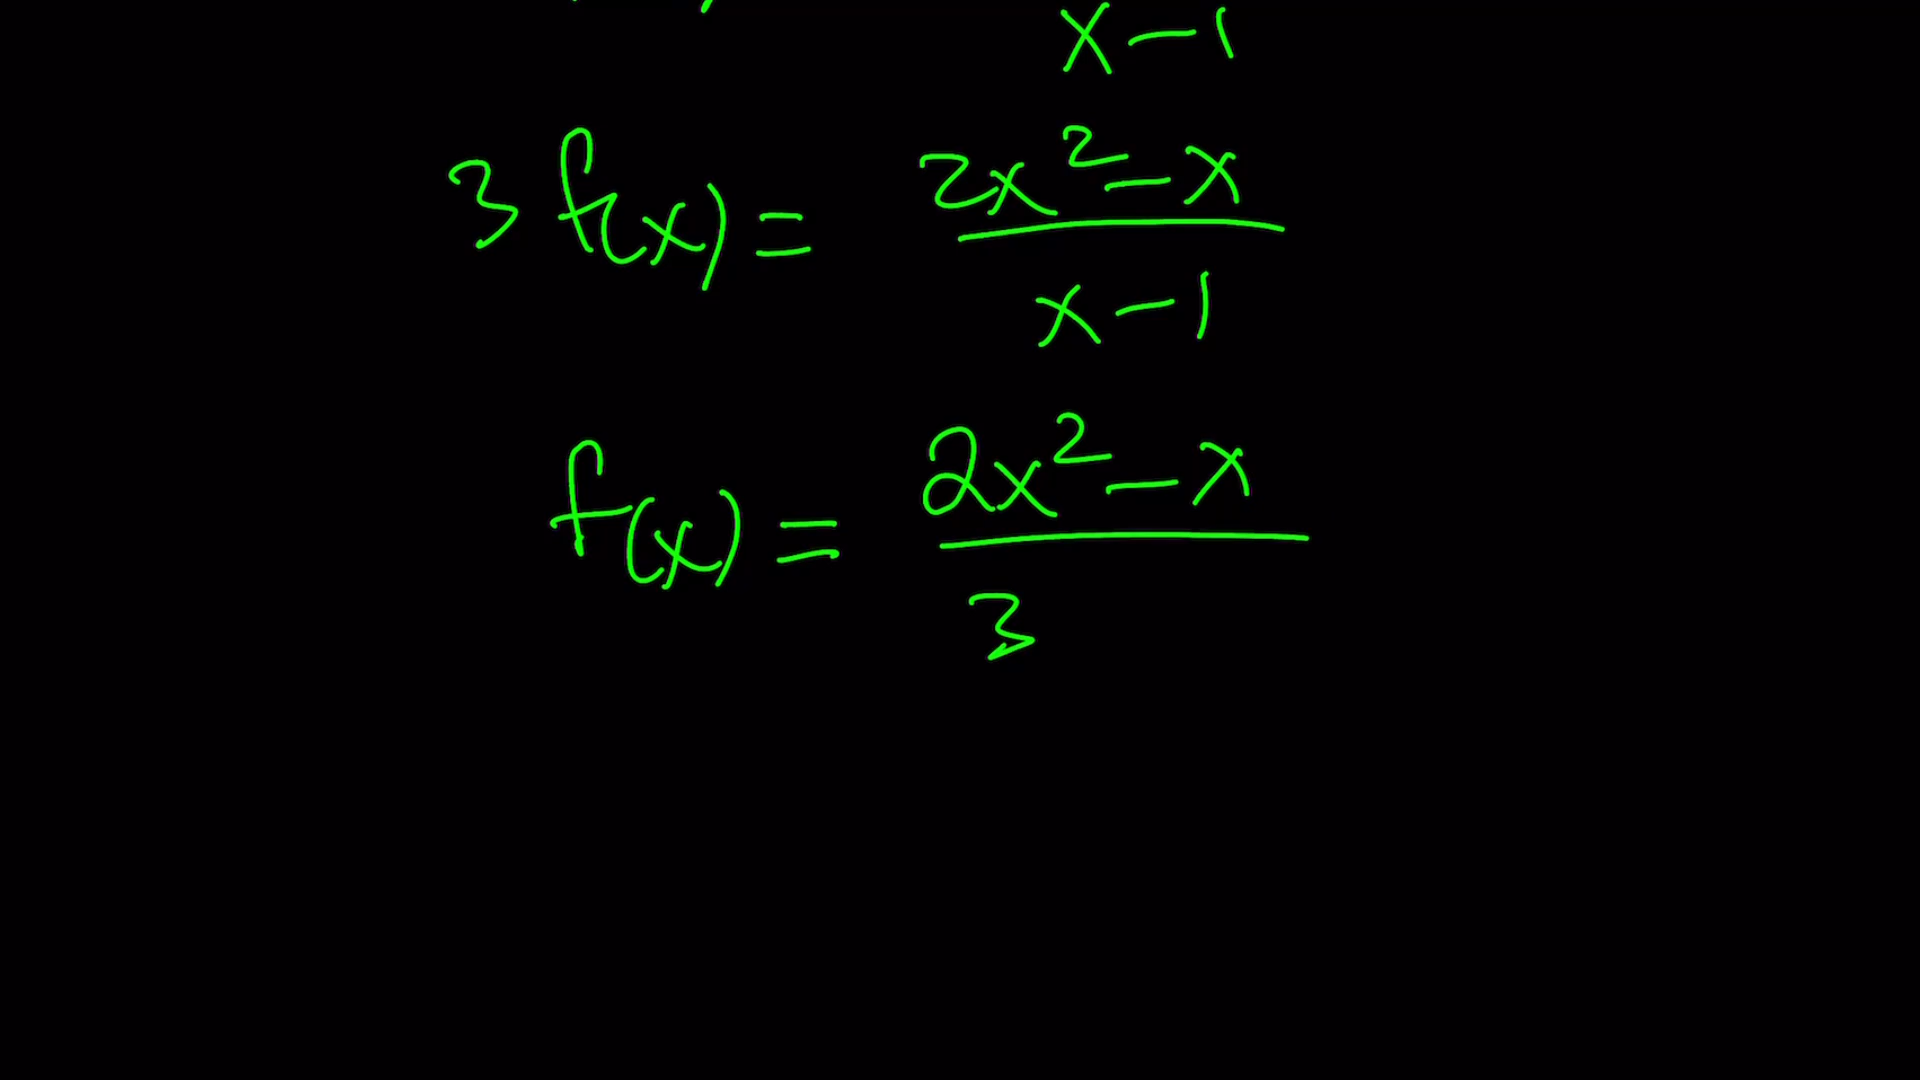 x - 1
3 f(x) = (2x² - x) / (x - 1)
f(x) = (2x² - x) / 3